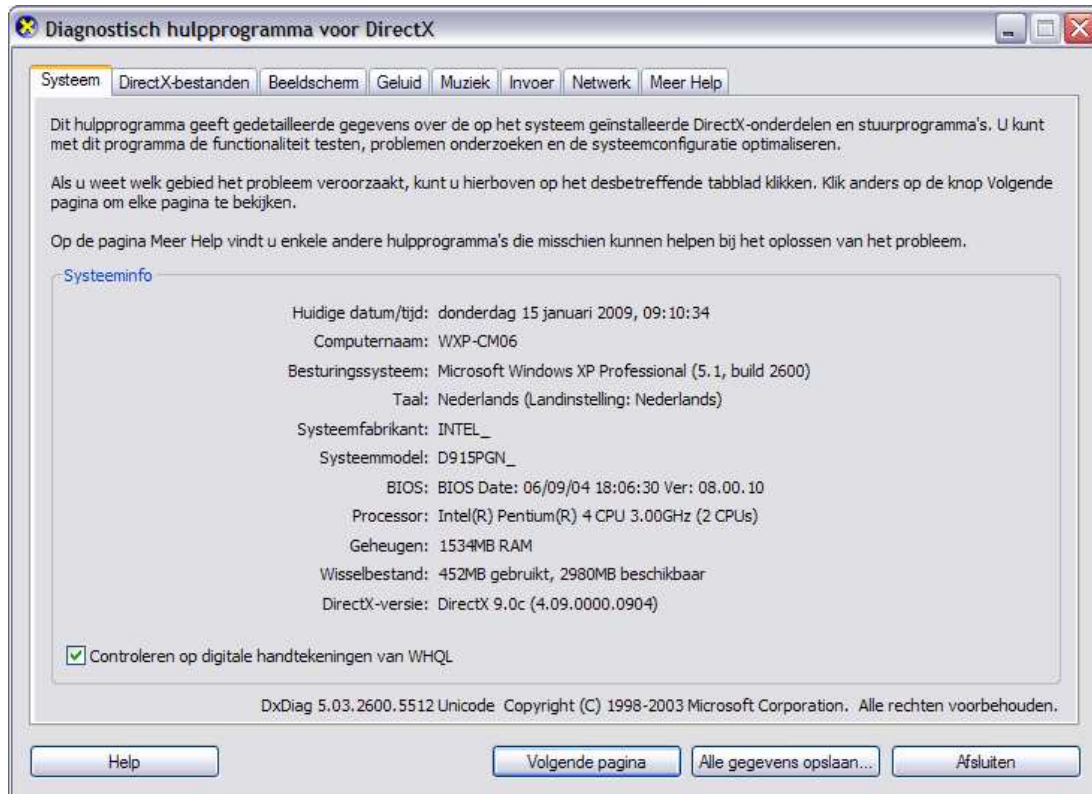 Diagnostisch hulpprogramma voor DirectX
Systeem DirectX-bestanden Beeldscherm Geluid Muziek Invoer Netwerk Meer Help
Dit hulpprogramma geeft gedetailleerde gegevens over de op het systeem geïnstalleerde DirectX-onderdelen en stuurprogramma's. U kunt
met dit programma de functionaliteit testen, problemen onderzoeken en de systeemconfiguratie optimaliseren.
Als u weet welk gebied het probleem veroorzaakt, kunt u hierboven op het desbetreffende tabblad klikken. Klik anders op de knop Volgende
pagina om elke pagina te bekijken.
Op de pagina Meer Help vindt u enkele andere hulpprogramma's die misschien kunnen helpen bij het oplossen van het probleem.
Systeeminfo
Huidige datum/tijd: donderdag 15 januari 2009, 09:10:34
Computernaam: WXP-CM06
Besturingssysteem: Microsoft Windows XP Professional (5.1, build 2600)
Taal: Nederlands (Landinstelling: Nederlands)
Systeemfabrikant: INTEL_
Systeemmodel: D915PGN_
BIOS: BIOS Date: 06/09/04 18:06:30 Ver: 08.00.10
Processor: Intel(R) Pentium(R) 4 CPU 3.00GHz (2 CPUs)
Geheugen: 1534MB RAM
Wisselbestand: 452MB gebruikt, 2980MB beschikbaar
DirectX-versie: DirectX 9.0c (4.09.0000.0904)
Controleren op digitale handtekeningen van WHQL
DxDiag 5.03.2600.5512 Unicode Copyright (C) 1998-2003 Microsoft Corporation. Alle rechten voorbehouden.
Help Volgende pagina Alle gegevens opslaan... Afsluiten